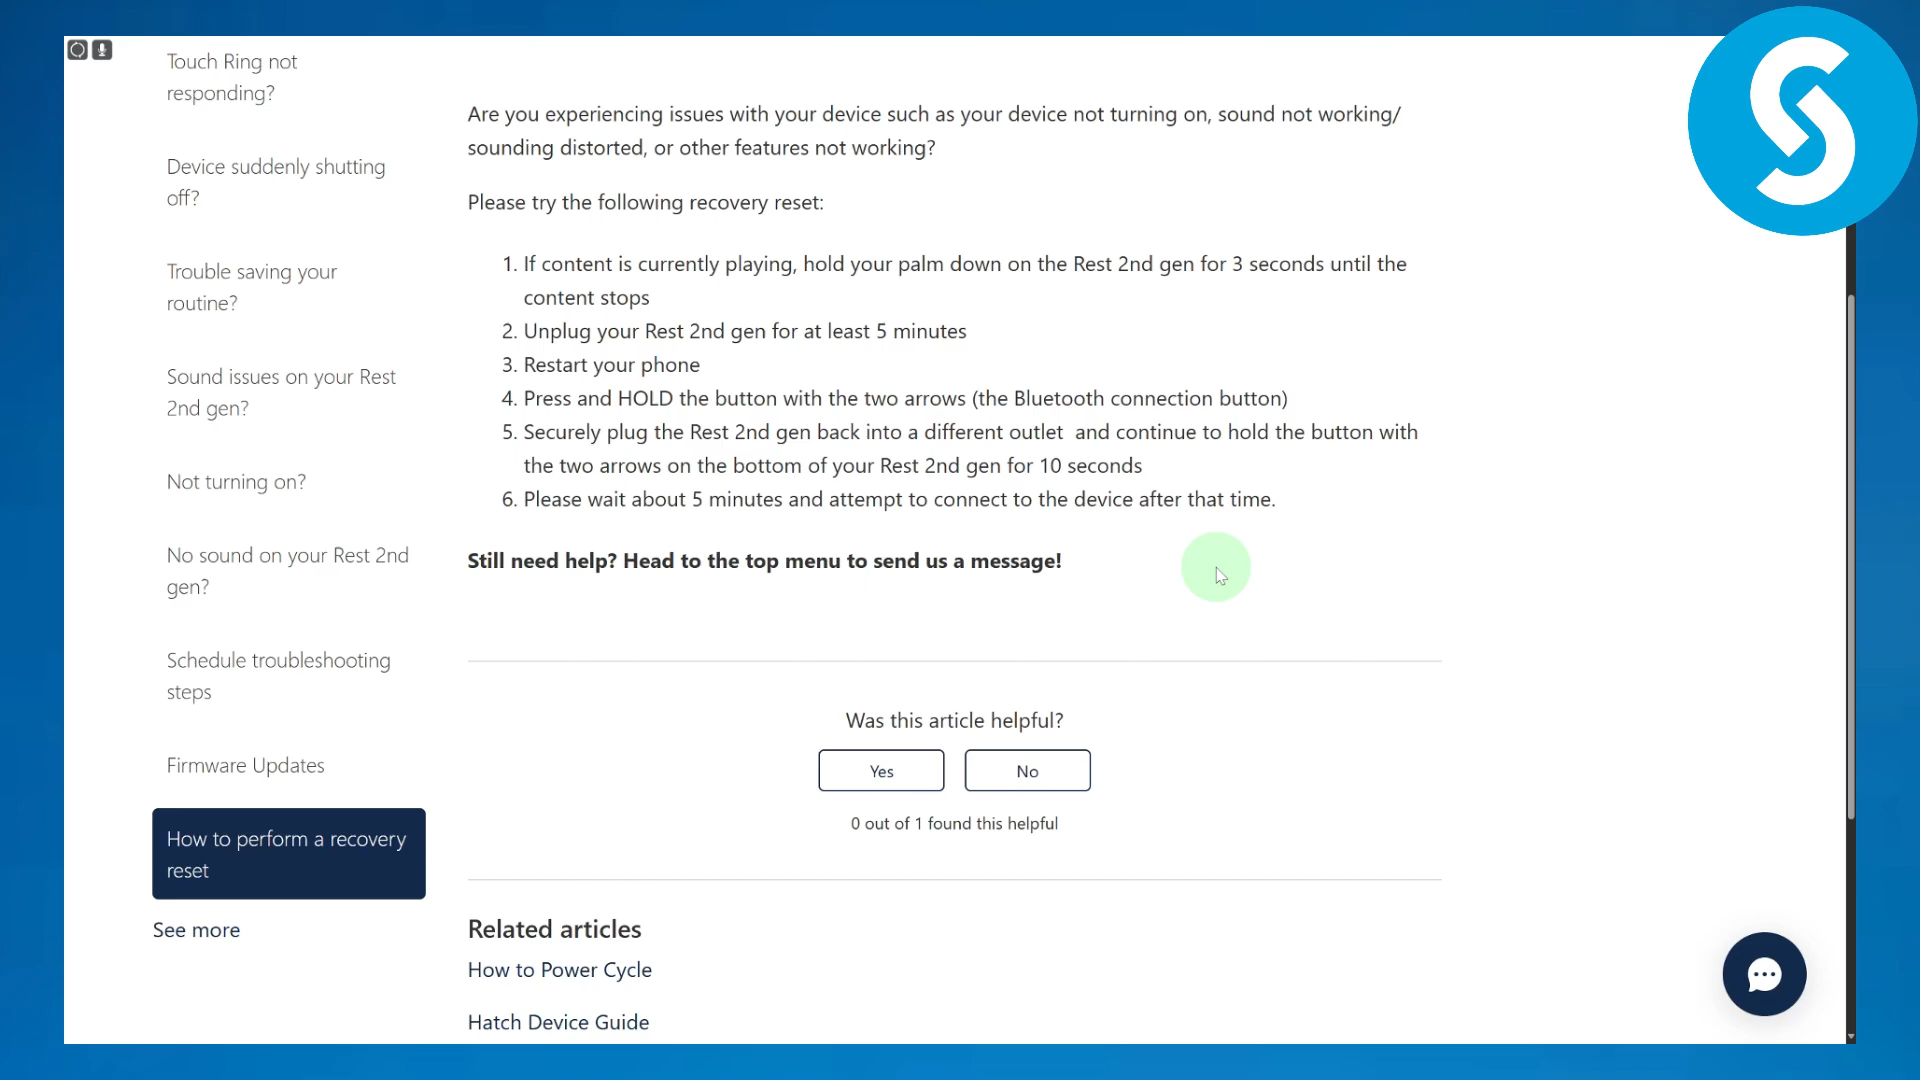 Touch Ring not
responding?
Device suddenly shutting
off?
Trouble saving your
routine?
Sound issues on your Rest
2nd gen?
Not turning on?
No sound on your Rest 2nd
gen?
Schedule troubleshooting
steps
Firmware Updates
How to perform a recovery
reset
See more
Are you experiencing issues with your device such as your device not turning on, sound not working/
sounding distorted, or other features not working?
Please try the following recovery reset:
1. If content is currently playing, hold your palm down on the Rest 2nd gen for 3 seconds until the
content stops
2. Unplug your Rest 2nd gen for at least 5 minutes
3. Restart your phone
4. Press and HOLD the button with the two arrows (the Bluetooth connection button)
5. Securely plug the Rest 2nd gen back into a different outlet  and continue to hold the button with
the two arrows on the bottom of your Rest 2nd gen for 10 seconds
6. Please wait about 5 minutes and attempt to connect to the device after that time.
Still need help? Head to the top menu to send us a message!
Was this article helpful?
Yes No
0 out of 1 found this helpful
Related articles
How to Power Cycle
Hatch Device Guide